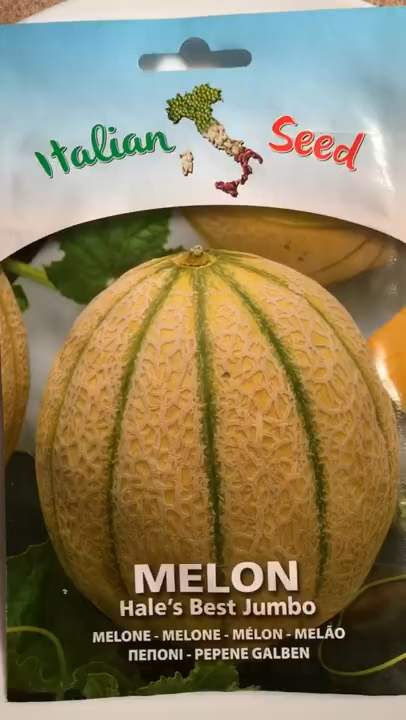 Italian Seed
MELON
Hale's Best Jumbo
MELONE - MELONE - MÉLON - MELÃO
ΠΕΠΟΝΙ - PEPENE GALBEN